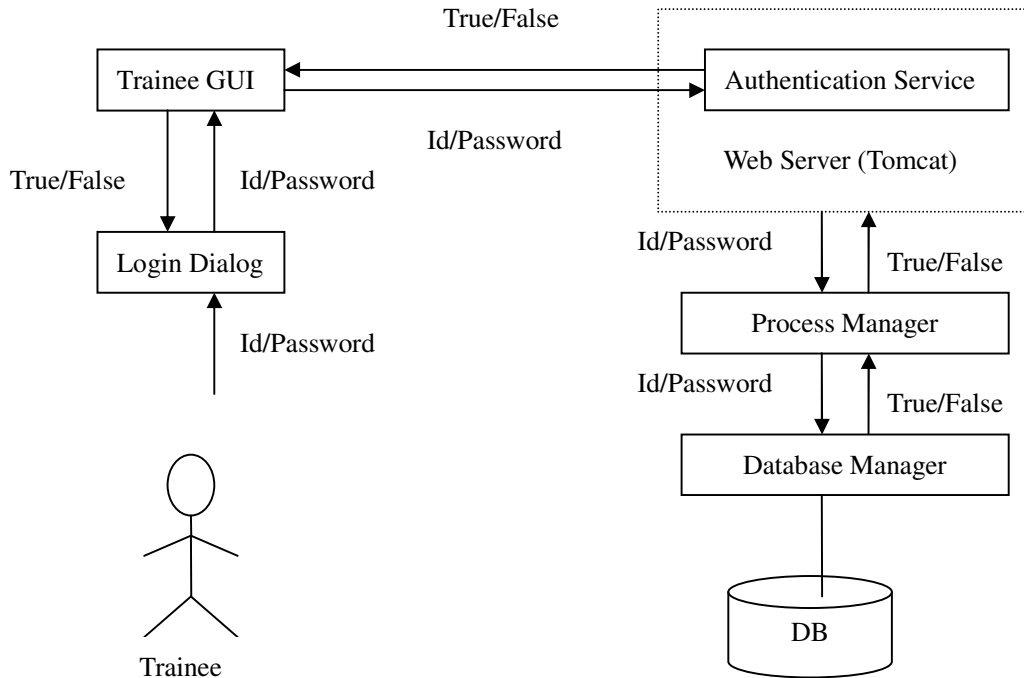 True/False
Trainee GUI
Authentication Service
Id/Password
Web Server (Tomcat)
True/False
Id/Password
Id/Password
True/False
Login Dialog
Process Manager
Id/Password
Id/Password
True/False
Database Manager
DB
Trainee